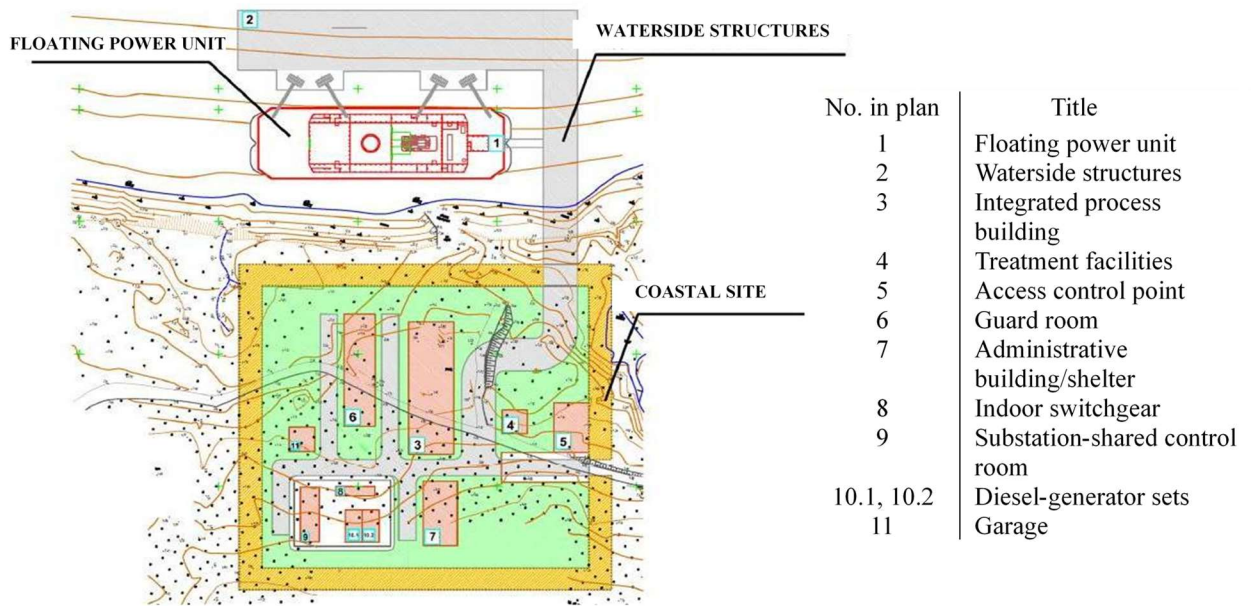 2
FLOATING POWER UNIT
WATERSIDE STRUCTURES
1
COASTAL SITE
6
3
4
5
11
8
9
10.1 10.2
7
No. in plan Title
1 Floating power unit
2 Waterside structures
3 Integrated process
building
4 Treatment facilities
5 Access control point
6 Guard room
7 Administrative
building/shelter
8 Indoor switchgear
9 Substation-shared control
room
10.1, 10.2 Diesel-generator sets
11 Garage